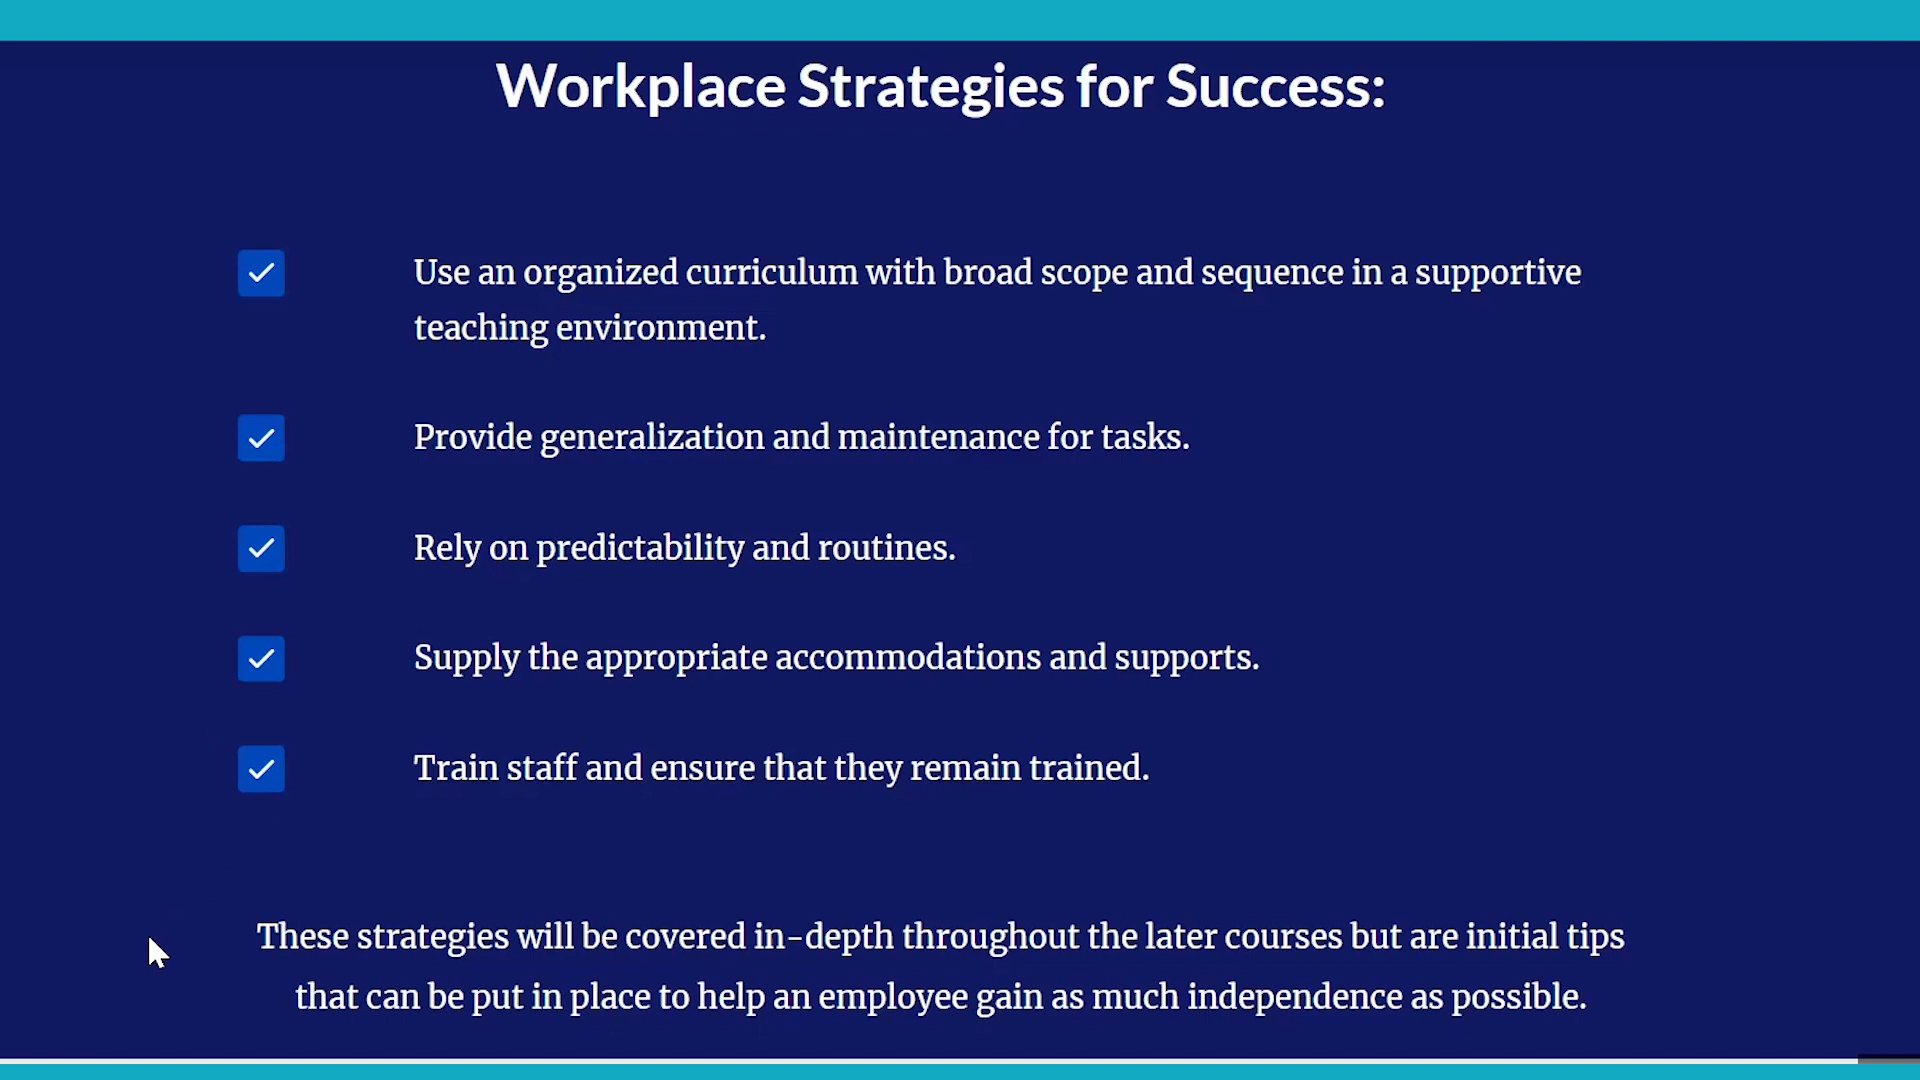 Workplace Strategies for Success:
Use an organized curriculum with broad scope and sequence in a supportive
teaching environment.
Provide generalization and maintenance for tasks.
Rely on predictability and routines.
Supply the appropriate accommodations and supports.
Train staff and ensure that they remain trained.
These strategies will be covered in-depth throughout the later courses but are initial tips
that can be put in place to help an employee gain as much independence as possible.